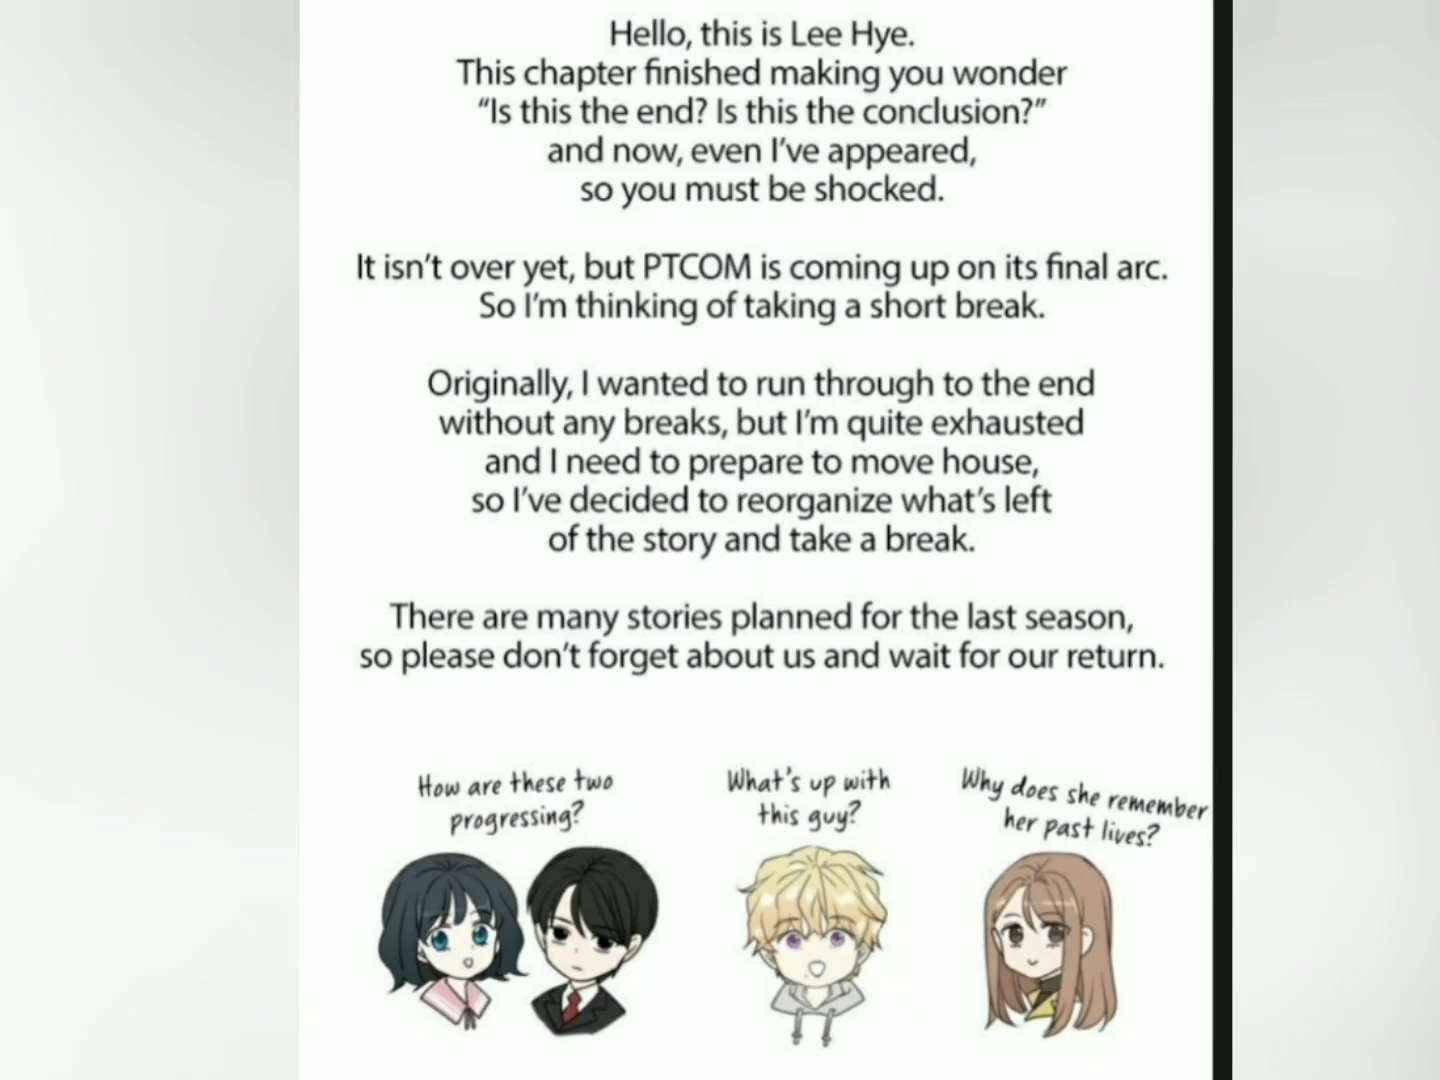 Hello, this is Lee Hye.
This chapter finished making you wonder
“Is this the end? Is this the conclusion?”
and now, even I’ve appeared,
so you must be shocked.
It isn’t over yet, but PTCOM is coming up on its final arc.
So I’m thinking of taking a short break.
Originally, I wanted to run through to the end
without any breaks, but I’m quite exhausted
and I need to prepare to move house,
so I’ve decided to reorganize what’s left
of the story and take a break.
There are many stories planned for the last season,
so please don’t forget about us and wait for our return.
How are these two
progressing?
What’s up with
this guy?
Why does she remember
her past lives?